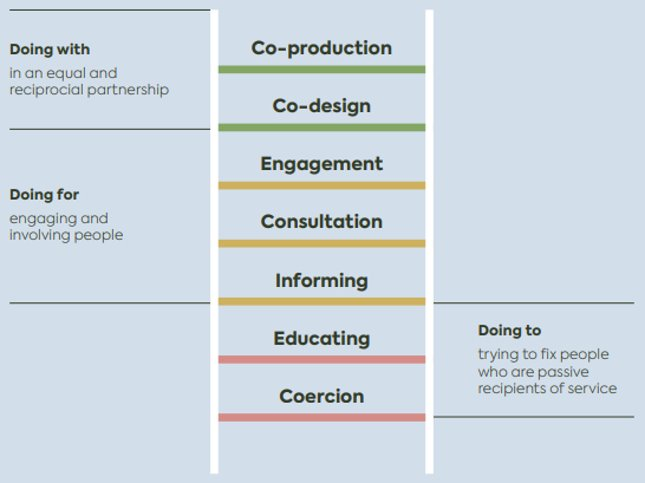 Co-production
Doing with
in an equal and
reciprocial partnership
Co-design
Engagement
Doing for
engaging and
involving people
Consultation
Informing
Educating
Doing to
trying to fix people
who are passive
recipients of service
Coercion